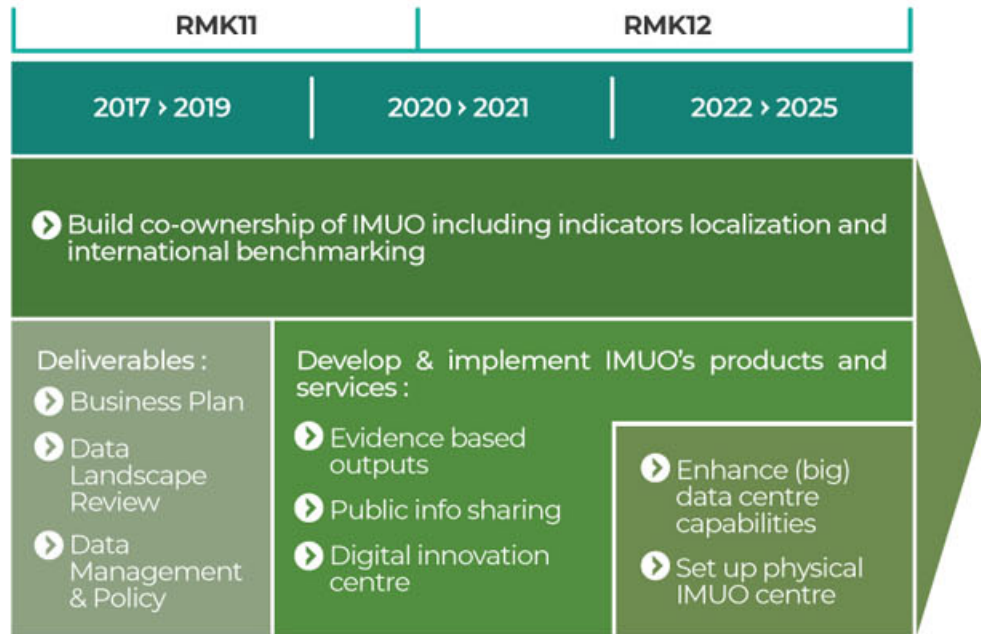 RMK11
RMK12
2017 › 2019
2020 › 2021
2022 › 2025
Build co-ownership of IMUO including indicators localization and
international benchmarking
Deliverables :
Business Plan
Data
Landscape
Review
Data
Management
& Policy
Develop & implement IMUO's products and
services :
Evidence based
outputs
Public info sharing
Digital innovation
centre
Enhance (big)
data centre
capabilities
Set up physical
IMUO centre